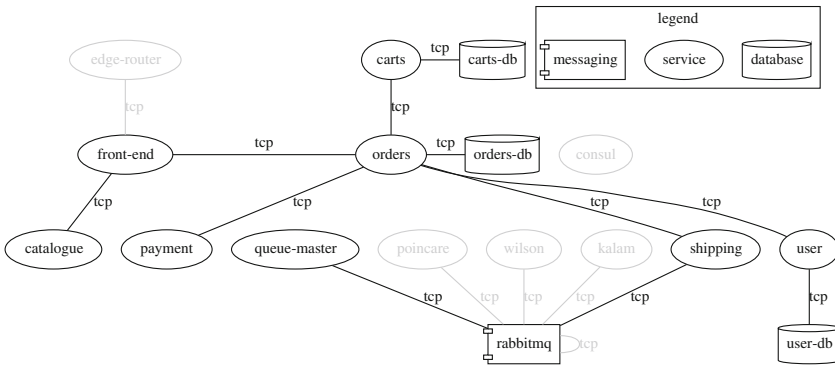 legend
edge-router
carts
tcp
carts-db
messaging
service
database
tcp
tcp
front-end
tcp
orders
tcp
orders-db
consul
tcp
tcp
tcp
tcp
catalogue
payment
queue-master
poincare
wilson
kalam
shipping
user
tcp
tcp
tcp
tcp
tcp
tcp
rabbitmq
tcp
user-db